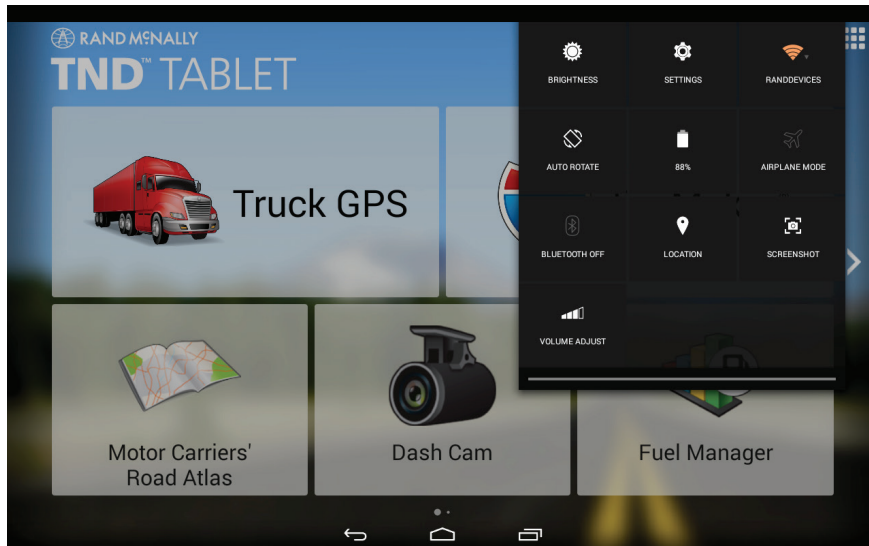 RAND MCNALLY
TND™ TABLET
BRIGHTNESS
SETTINGS
RANDDEVICES
AUTO ROTATE
88%
AIRPLANE MODE
BLUETOOTH OFF
LOCATION
SCREENSHOT
VOLUME ADJUST
Truck GPS
Motor Carriers'
Road Atlas
Dash Cam
Fuel Manager